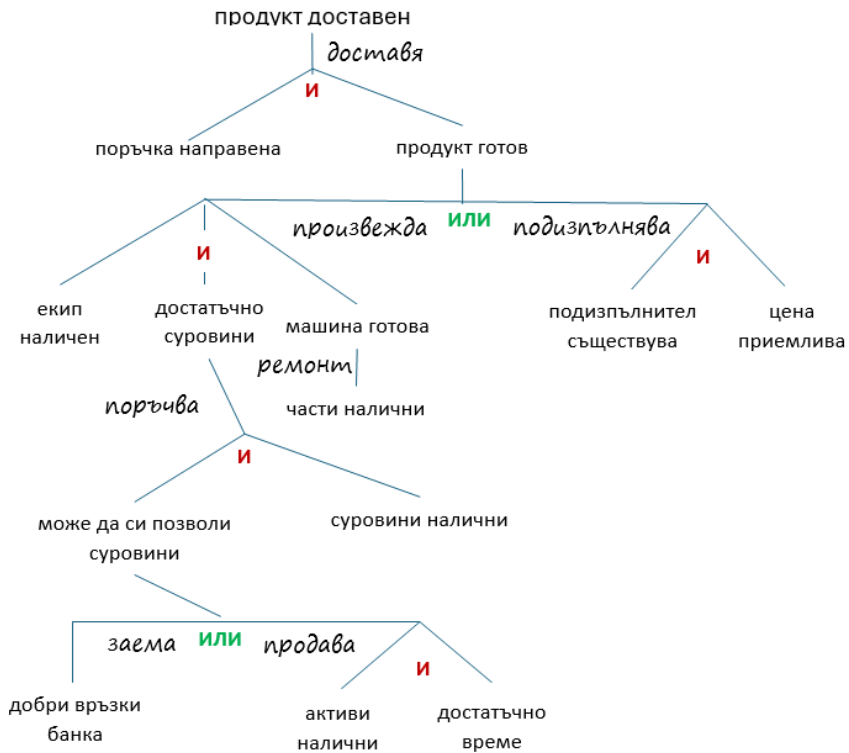 продукт доставен
доставя
И
поръчка направена
продукт готов
произвежда
ИЛИ
подизпълнява
И
И
екип
наличен
достатъчно
суровини
машина готова
подизпълнител
съществува
цена
приемлива
ремонт
поръчва
части налични
И
може да си позволи
суровини
суровини налични
заема
ИЛИ
продава
И
добри връзки
банка
активи
налични
достатъчно
време